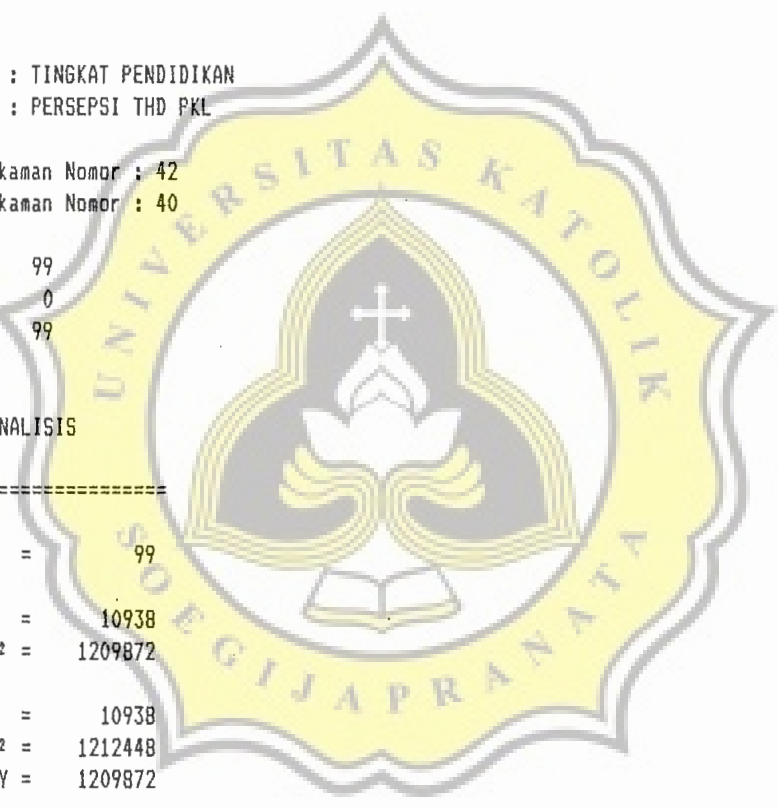 : TINGKAT PENDIDIKAN
: PERSEPSI THD PKL
kaman Nomor : 42
kaman Nomor : 40
99
0
99
NALISIS
===============
= 99
= 10938
² = 1209872
= 10938
² = 1212448
Y = 1209872
UNIVERSITAS KATOLIK
SOEGIJAPRANATA